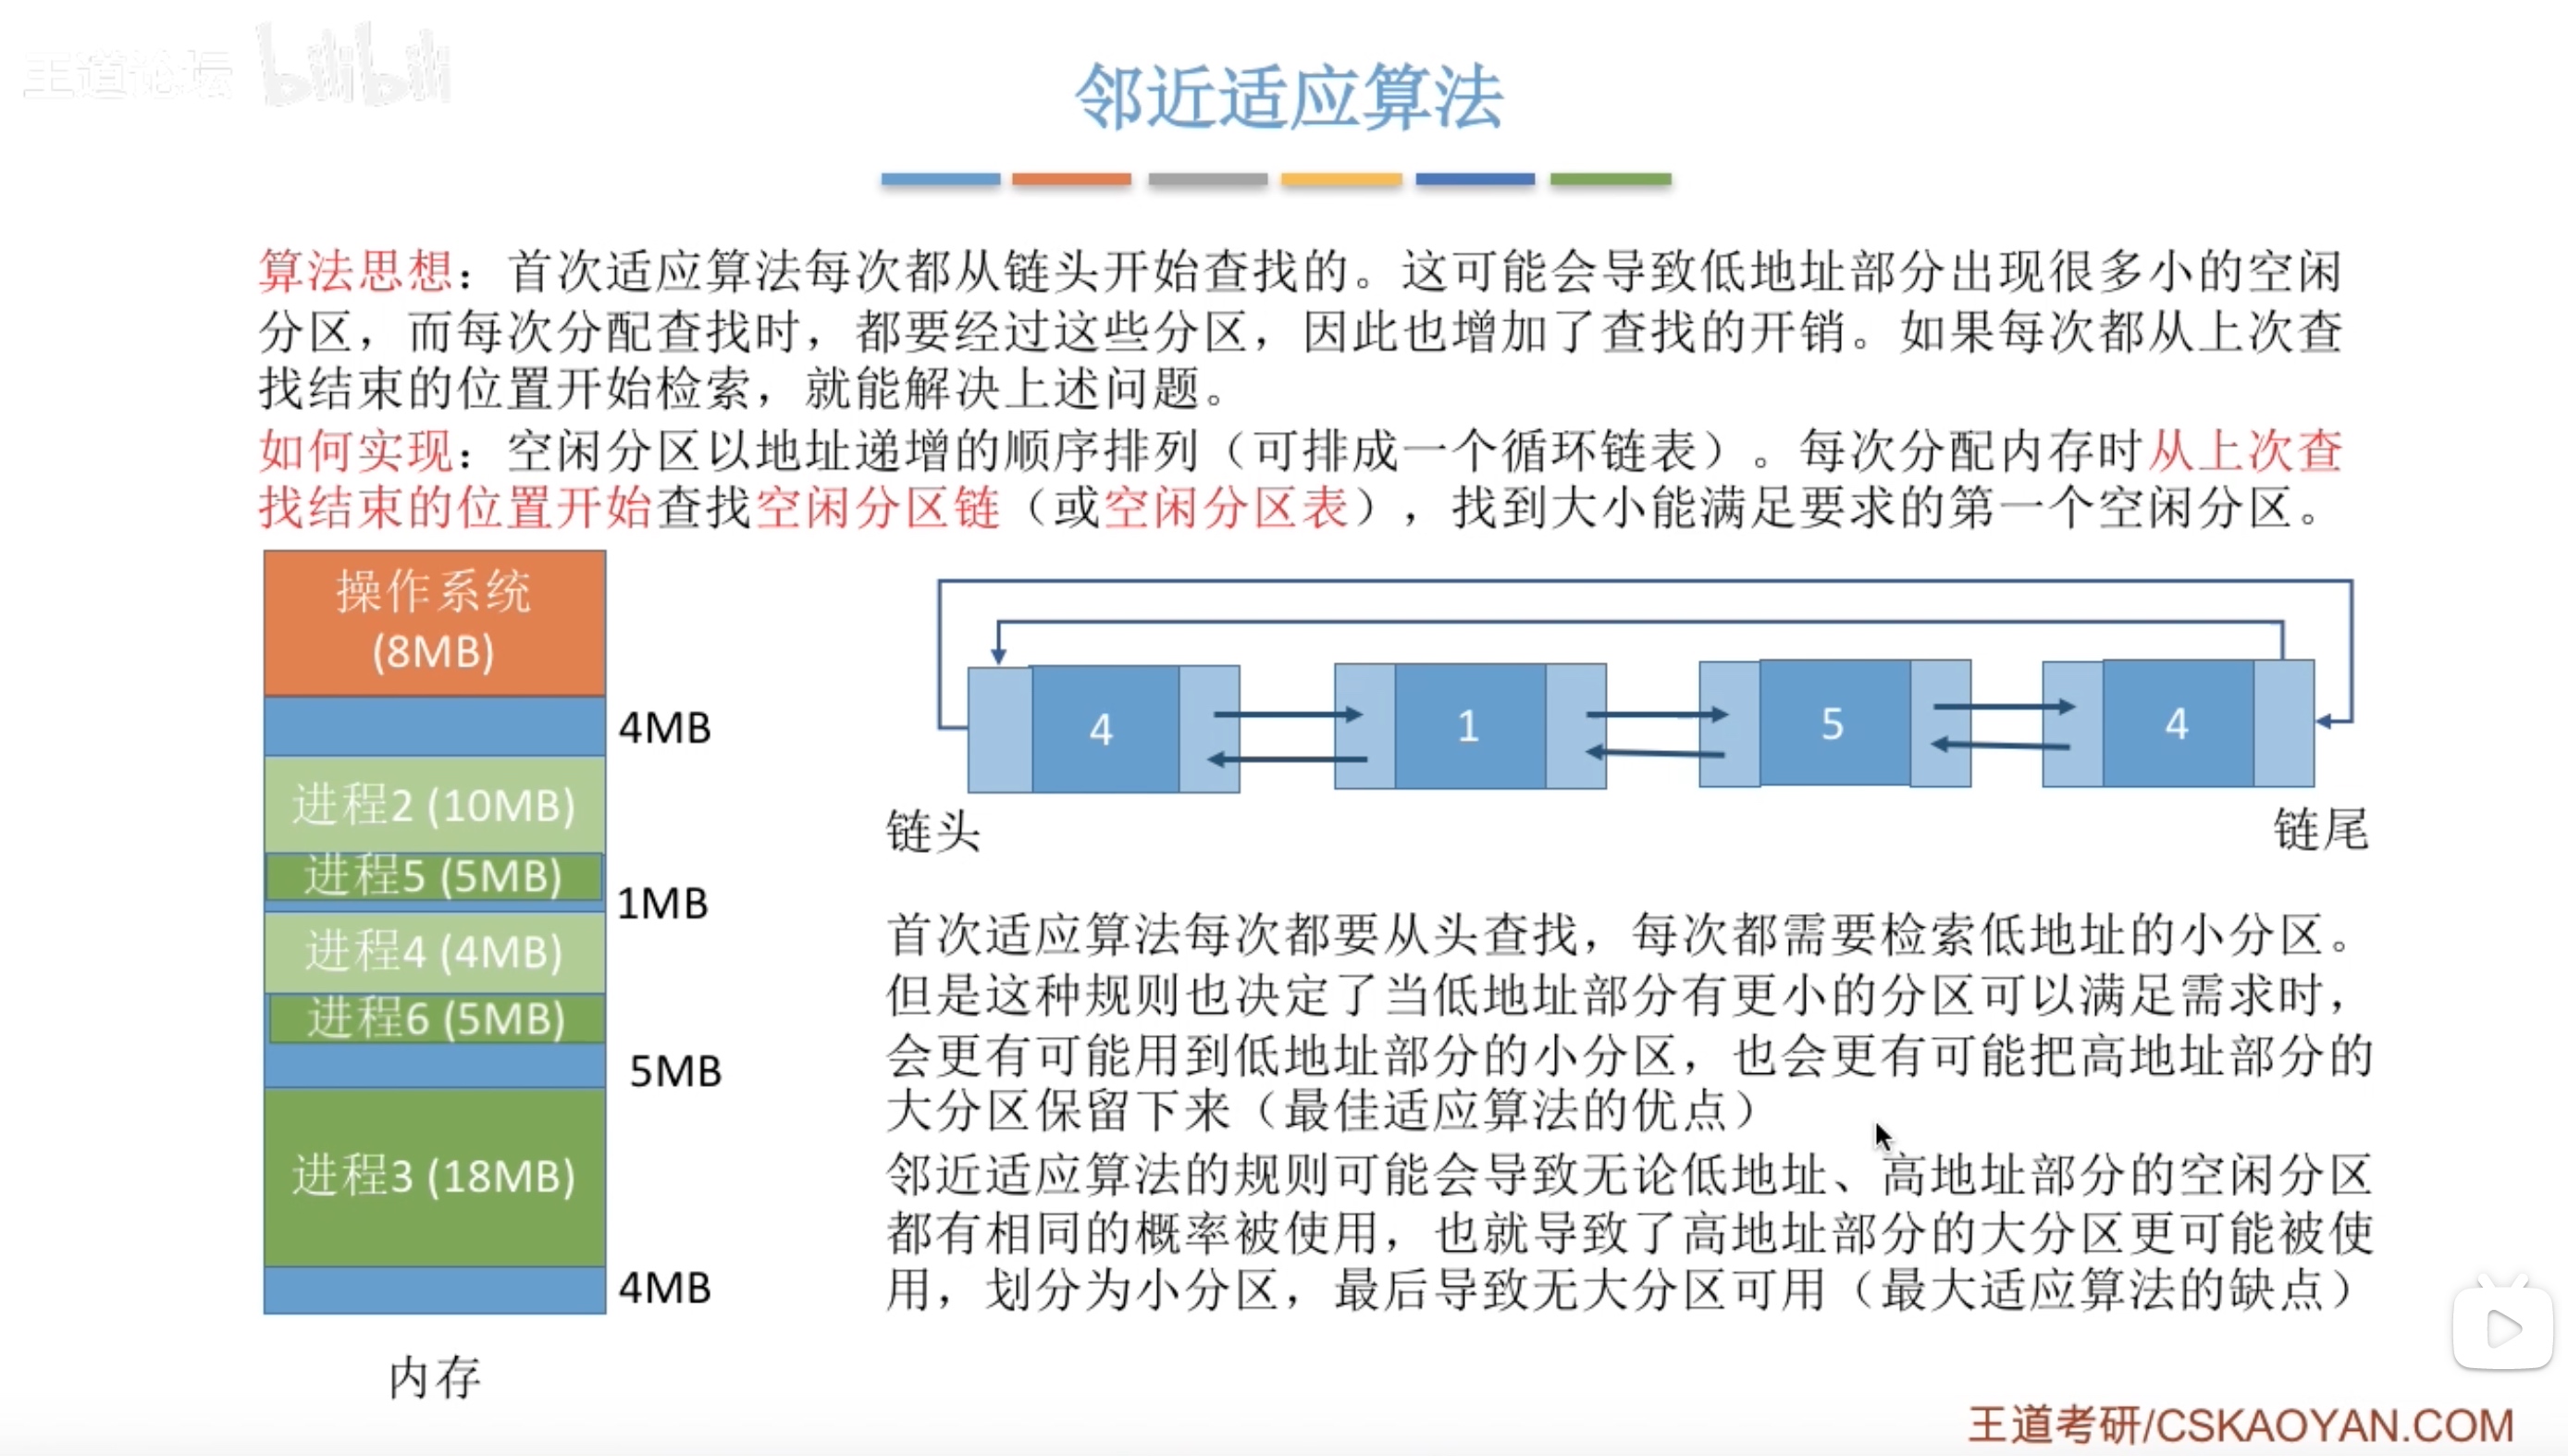 王道论坛 bilibili
邻近适应算法
算法思想：首次适应算法每次都从链头开始查找的。这可能会导致低地址部分出现很多小的空闲
分区，而每次分配查找时，都要经过这些分区，因此也增加了查找的开销。如果每次都从上次查
找结束的位置开始检索，就能解决上述问题。
如何实现：空闲分区以地址递增的顺序排列（可排成一个循环链表）。每次分配内存时从上次查
找结束的位置开始查找空闲分区链（或空闲分区表），找到大小能满足要求的第一个空闲分区。
操作系统
(8MB)
4MB
进程2 (10MB)
进程5 (5MB)
1MB
进程4 (4MB)
进程6 (5MB)
5MB
进程3 (18MB)
4MB
内存
4
1
5
4
链头
链尾
首次适应算法每次都要从头查找，每次都需要检索低地址的小分区。
但是这种规则也决定了当低地址部分有更小的分区可以满足需求时，
会更有可能用到低地址部分的小分区，也会更有可能把高地址部分的
大分区保留下来（最佳适应算法的优点）
邻近适应算法的规则可能会导致无论低地址、高地址部分的空闲分区
都有相同的概率被使用，也就导致了高地址部分的大分区更可能被使
用，划分为小分区，最后导致无大分区可用（最大适应算法的缺点）
王道考研/CSKAOYAN.COM